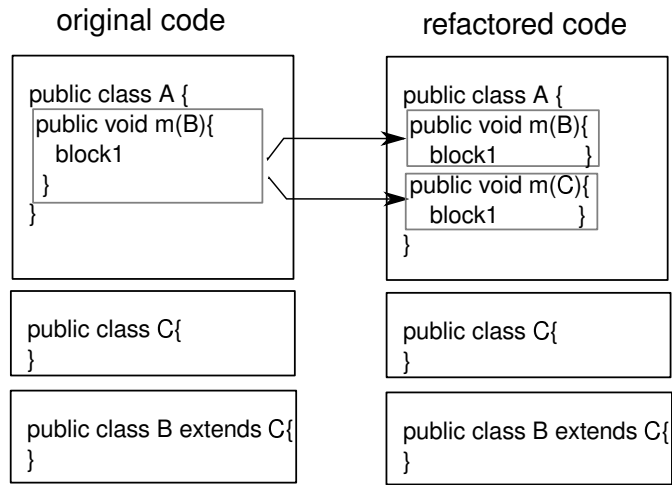 original code
public class A {
public void m(B){
block1
}
}
public class C{
}
public class B extends C{
}
refactored code
public class A {
public void m(B){
block1 }
public void m(C){
block1 }
}
public class C{
}
public class B extends C{
}